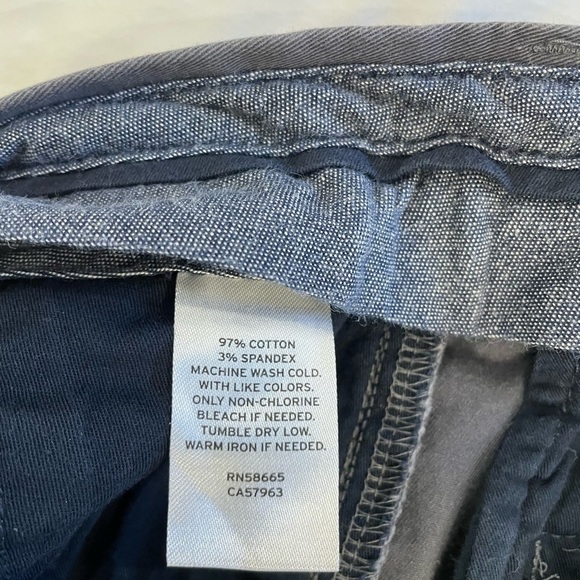 97% COTTON
3% SPANDEX
MACHINE WASH COLD.
WITH LIKE COLORS.
ONLY NON-CHLORINE
BLEACH IF NEEDED.
TUMBLE DRY LOW.
WARM IRON IF NEEDED.
RN58665
CA57963